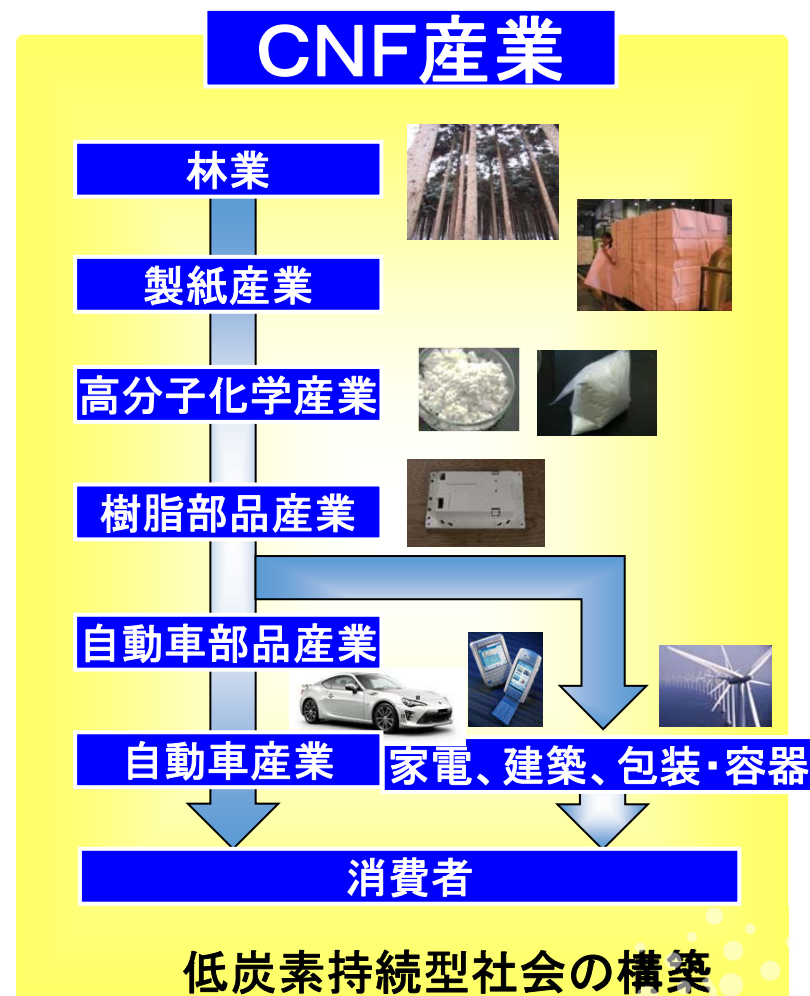 CNF産業
林業
製紙産業
高分子化学産業
樹脂部品産業
自動車部品産業
自動車産業
家電、建築、包装・容器
消費者
低炭素持続型社会の構築